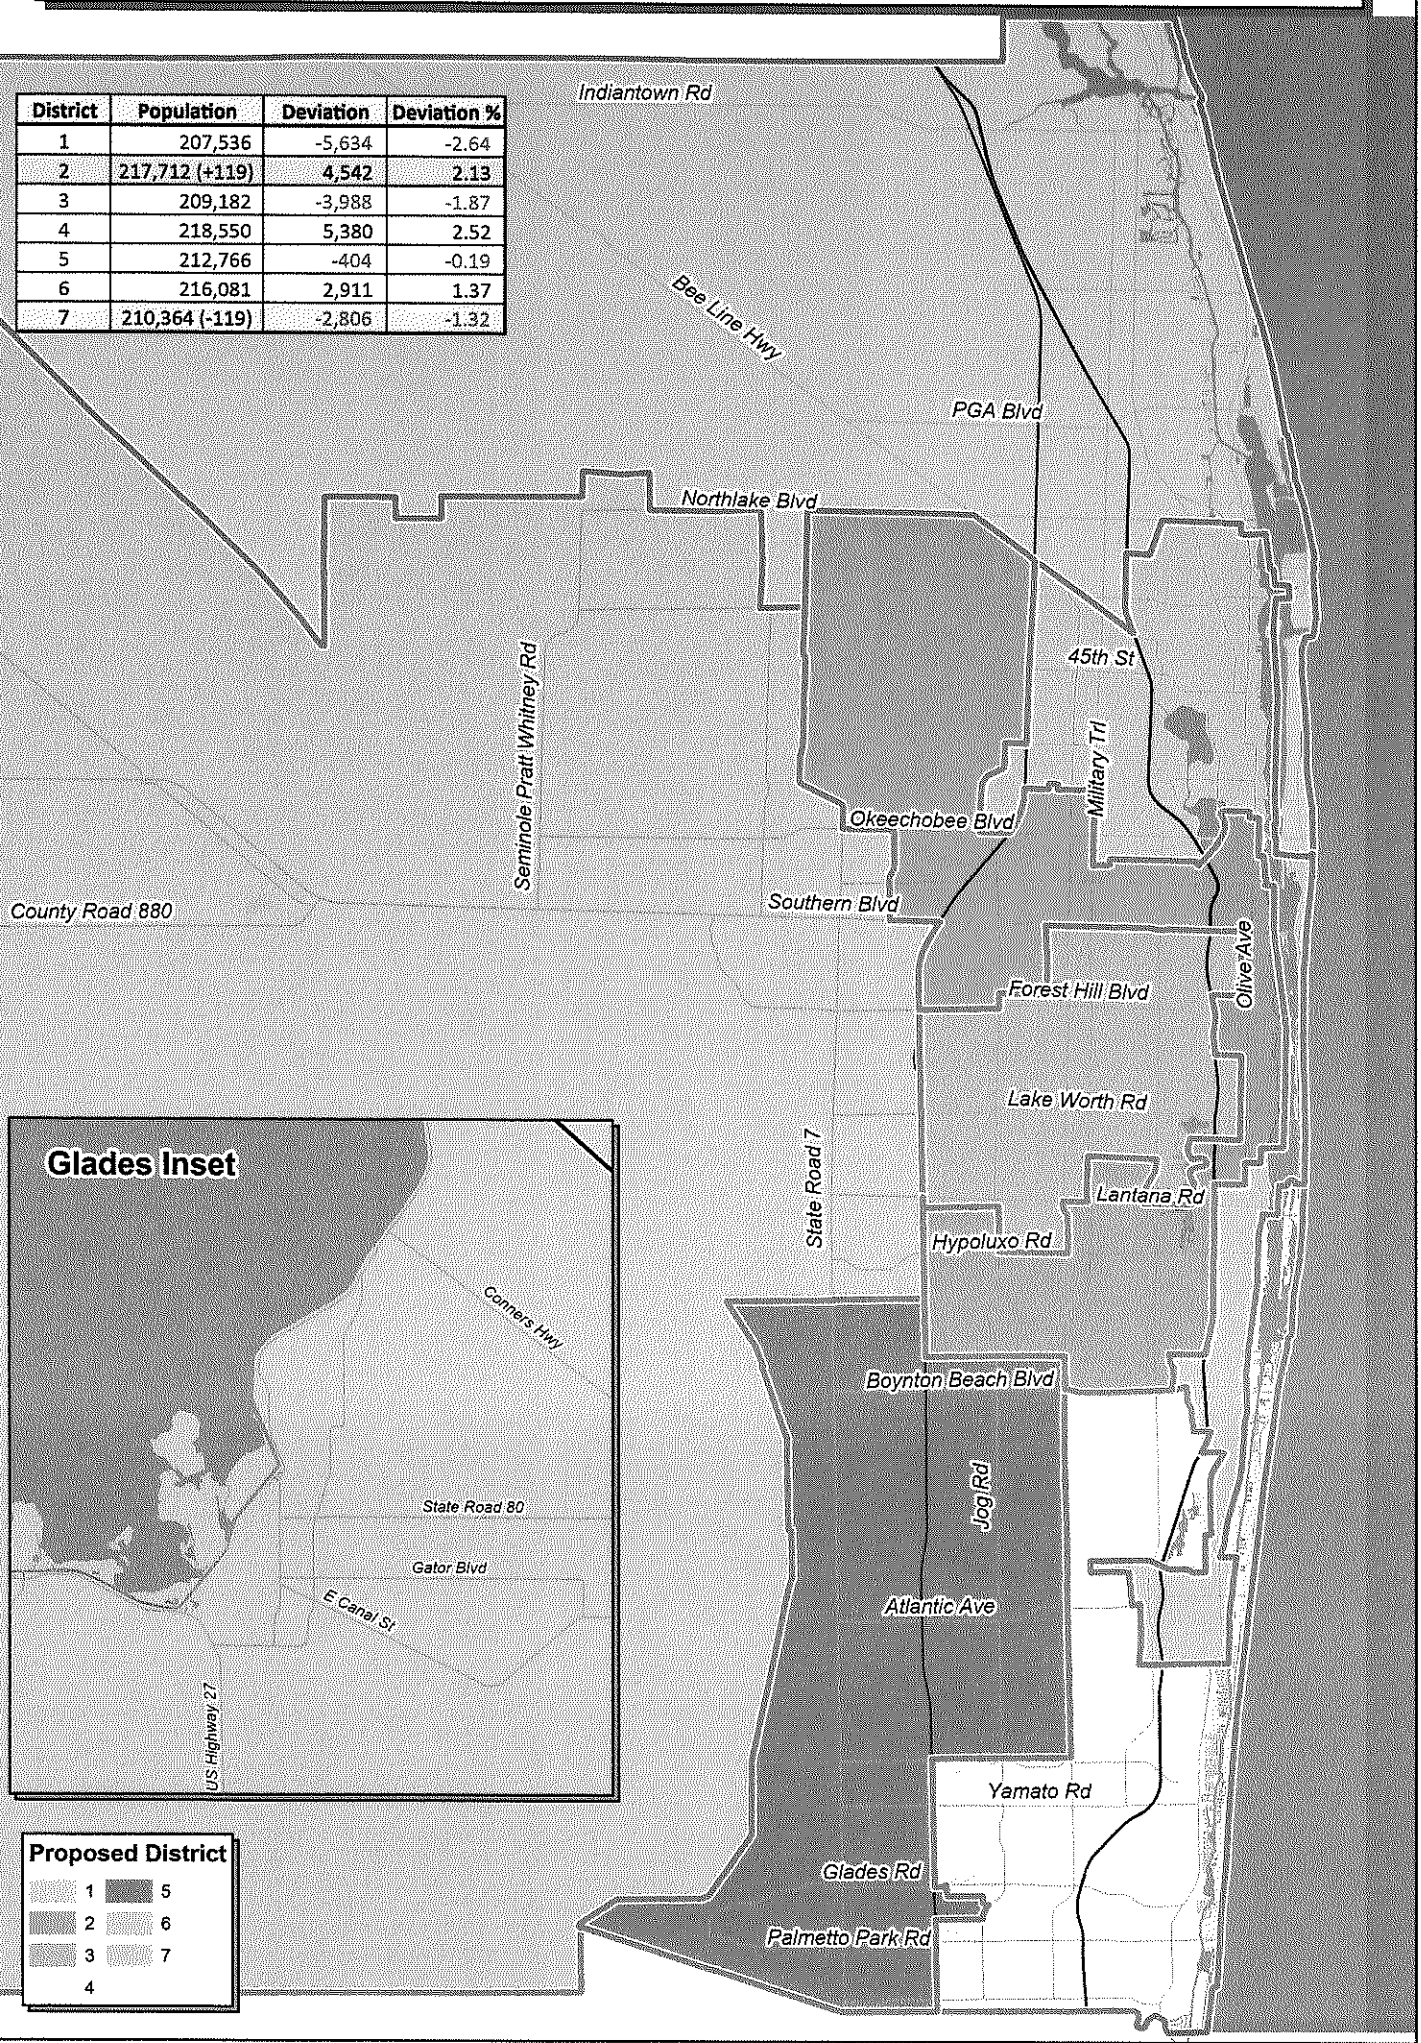 District Population Deviation Deviation %
1 207,536 -5,634 -2.64
2 217,712 (+119) 4,542 2.13
3 209,182 -3,988 -1.87
4 218,550 5,380 2.52
5 212,766 -404 -0.19
6 216,081 2,911 1.37
7 210,364 (-119) -2,806 -1.32
Indiantown Rd
Bee Line Hwy
PGA Blvd
Northlake Blvd
45th St
Seminole Pratt Whitney Rd
Military Trl
Okeechobee Blvd
Southern Blvd
County Road 880
Olive Ave
Forest Hill Blvd
Lake Worth Rd
State Road 7
Lantana Rd
Hypoluxo Rd
Boynton Beach Blvd
Jog Rd
Atlantic Ave
Yamato Rd
Glades Rd
Palmetto Park Rd
Glades Inset
Conners Hwy
State Road 80
Gator Blvd
E Canal St
US Highway 27
Proposed District
1 5
2 6
3 7
4